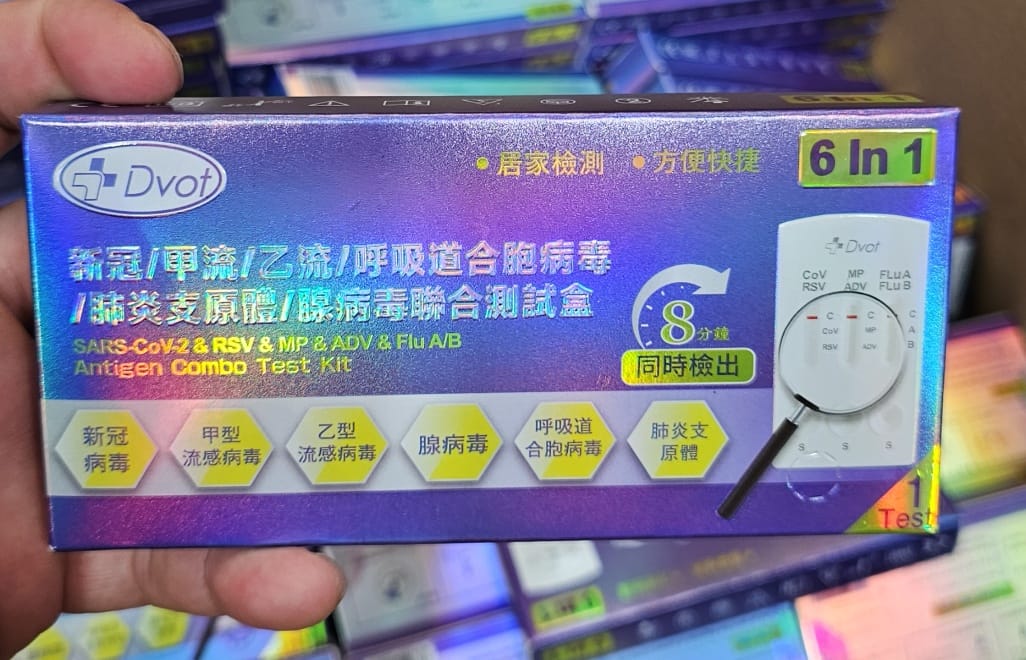 6 In 1
Dvot
• 居家檢測 • 方便快捷
6 In 1
新冠/甲流/乙流/呼吸道合胞病毒
/肺炎支原體/腺病毒聯合測試盒
SARS-CoV-2 & RSV & MP & ADV & Flu A/B
Antigen Combo Test Kit
8分鐘
同時檢出
新冠
病毒
甲型
流感病毒
乙型
流感病毒
腺病毒
呼吸道
合胞病毒
肺炎支
原體
Dvot
CoV MP FLuA
RSV ADV FLuB
C C C
CoV MP A
RSV ADV B
S S S
1
Test